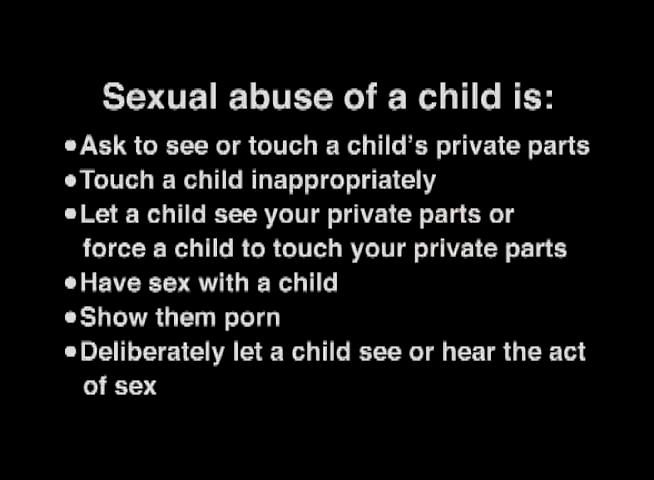 Sexual abuse of a child is:
•Ask to see or touch a child's private parts
•Touch a child inappropriately
•Let a child see your private parts or
force a child to touch your private parts
•Have sex with a child
•Show them porn
•Deliberately let a child see or hear the act
of sex